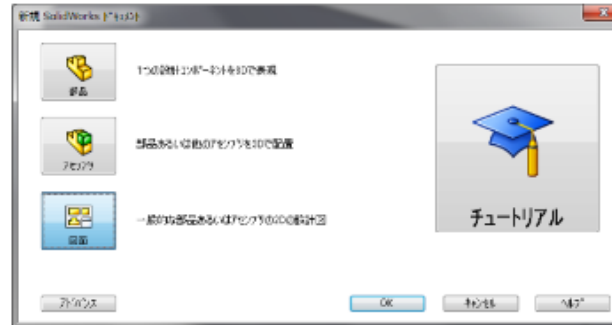 新規 SolidWorks ドキュメント
部品
1つの設計コンポーネントを3Dで表現
アセンブリ
部品あるいは他のアセンブリを3Dで配置
図面
一般的な部品あるいはアセンブリの2Dの設計図
チュートリアル
アドバンス
OK
キャンセル
ヘルプ